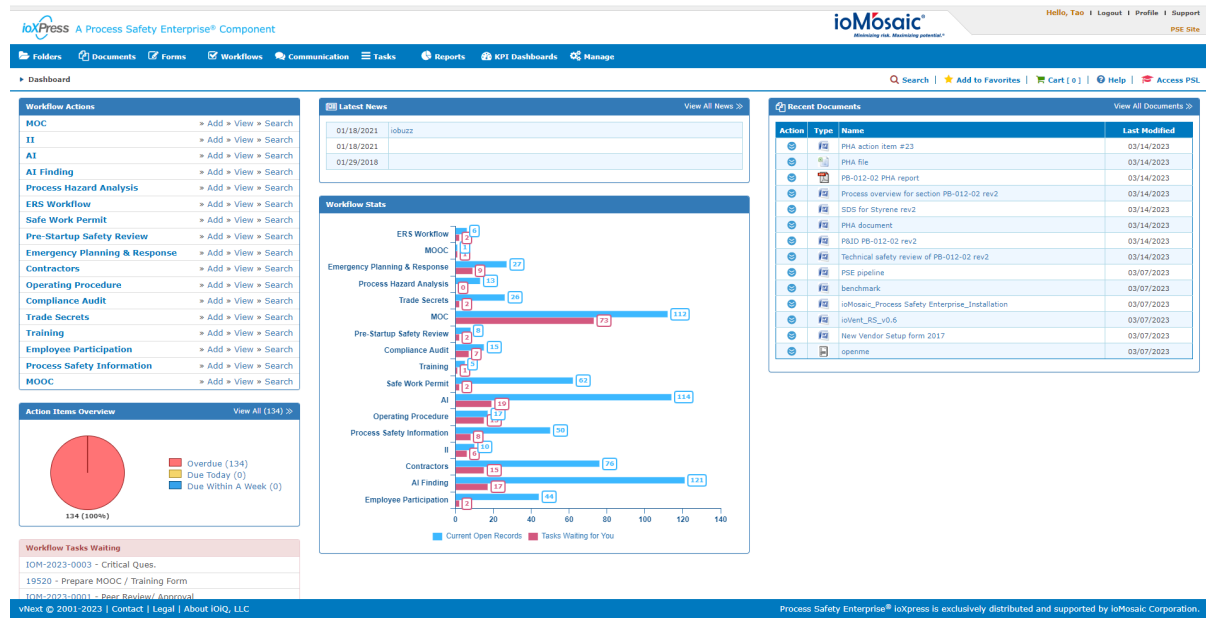 ioXPress A Process Safety Enterprise® Component
ioMosaic®
Minimizing risk. Maximizing potential.®
Hello, Tao | Logout | Profile | Support
PSE Site
Folders Documents Forms Workflows Communication Tasks Reports KPI Dashboards Manage
Dashboard
Search | Add to Favorites | Cart [ 0 ] | Help | Access PSL
Workflow Actions
MOC » Add » View » Search
II » Add » View » Search
AI » Add » View » Search
AI Finding » Add » View » Search
Process Hazard Analysis » Add » View » Search
ERS Workflow » Add » View » Search
Safe Work Permit » Add » View » Search
Pre-Startup Safety Review » Add » View » Search
Emergency Planning & Response » Add » View » Search
Contractors » Add » View » Search
Operating Procedure » Add » View » Search
Compliance Audit » Add » View » Search
Trade Secrets » Add » View » Search
Training » Add » View » Search
Employee Participation » Add » View » Search
Process Safety Information » Add » View » Search
MOOC » Add » View » Search
Action Items Overview View All (134) »
Overdue (134)
Due Today (0)
Due Within A Week (0)
134 (100%)
Workflow Tasks Waiting
IOM-2023-0003 - Critical Ques.
19520 - Prepare MOOC / Training Form
IOM-2023-0001 - Peer Review/ Approval
Latest News View All News »
01/18/2021 iobuzz
01/18/2021
01/29/2018
Workflow Stats
ERS Workflow 6 2
MOOC 1 1
Emergency Planning & Response 27 9
Process Hazard Analysis 13 0
Trade Secrets 26 2
MOC 112 73
Pre-Startup Safety Review 8 2
Compliance Audit 15 7
Training 5 1
Safe Work Permit 62 2
AI 114 19
Operating Procedure 17
Process Safety Information 50 8
II 10 6
Contractors 76 15
AI Finding 121 17
Employee Participation 44 2
0 20 40 60 80 100 120 140
Current Open Records Tasks Waiting for You
Recent Documents View All Documents »
Action Type Name Last Modified
PHA action item #23 03/14/2023
PHA file 03/14/2023
PB-012-02 PHA report 03/14/2023
Process overview for section PB-012-02 rev2 03/14/2023
SDS for Styrene rev2 03/14/2023
PHA document 03/14/2023
P&ID PB-012-02 rev2 03/14/2023
Technical safety review of PB-012-02 rev2 03/14/2023
PSE pipeline 03/07/2023
benchmark 03/07/2023
ioMosaic_Process Safety Enterprise_Installation 03/07/2023
ioVent_RS_v0.6 03/07/2023
New Vendor Setup form 2017 03/07/2023
openme 03/07/2023
vNext © 2001-2023 | Contact | Legal | About iOiQ, LLC
Process Safety Enterprise® ioXpress is exclusively distributed and supported by ioMosaic Corporation.